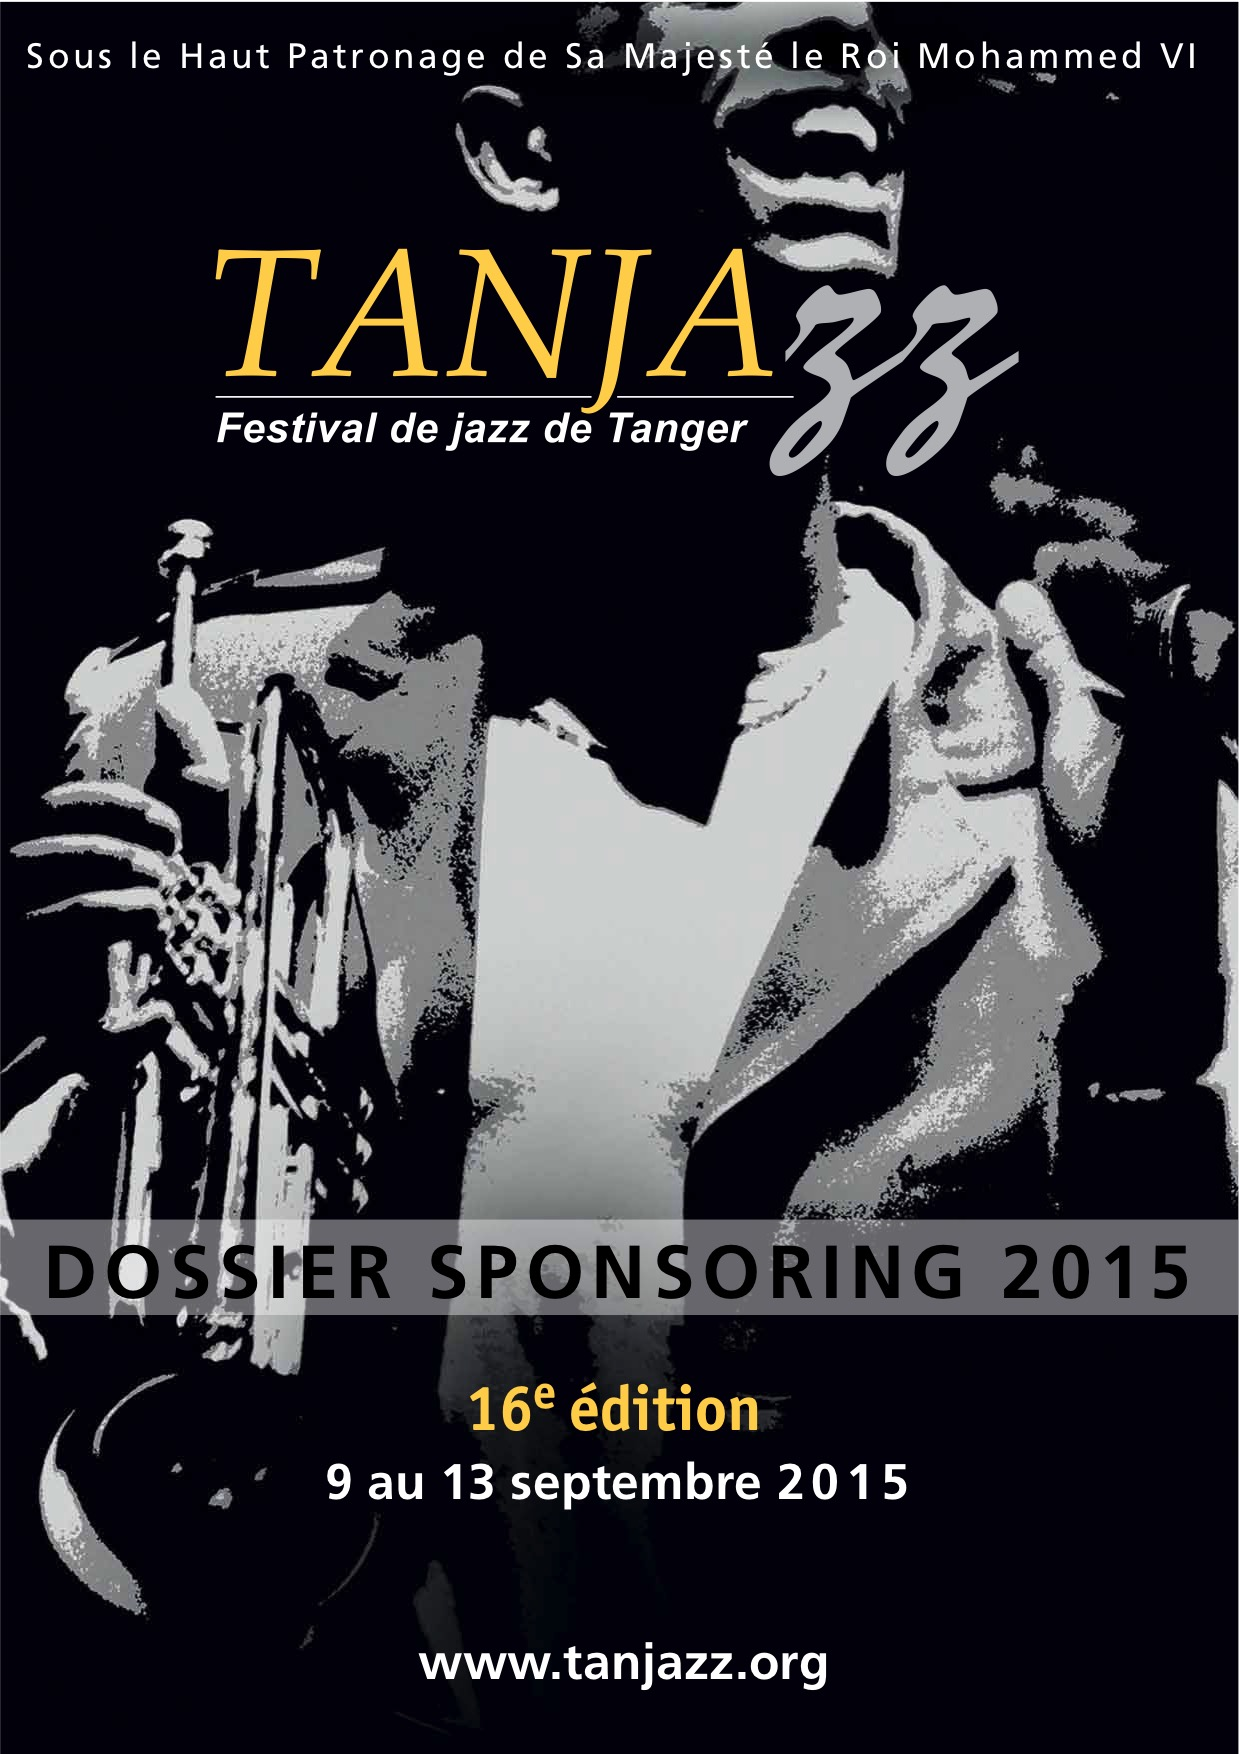 Sous le Haut Patronage de Sa Majesté le Roi Mohammed VI
TANJAzz
Festival de jazz de Tanger
DOSSIER SPONSORING 2015
16e édition
9 au 13 septembre 2015
www.tanjazz.org